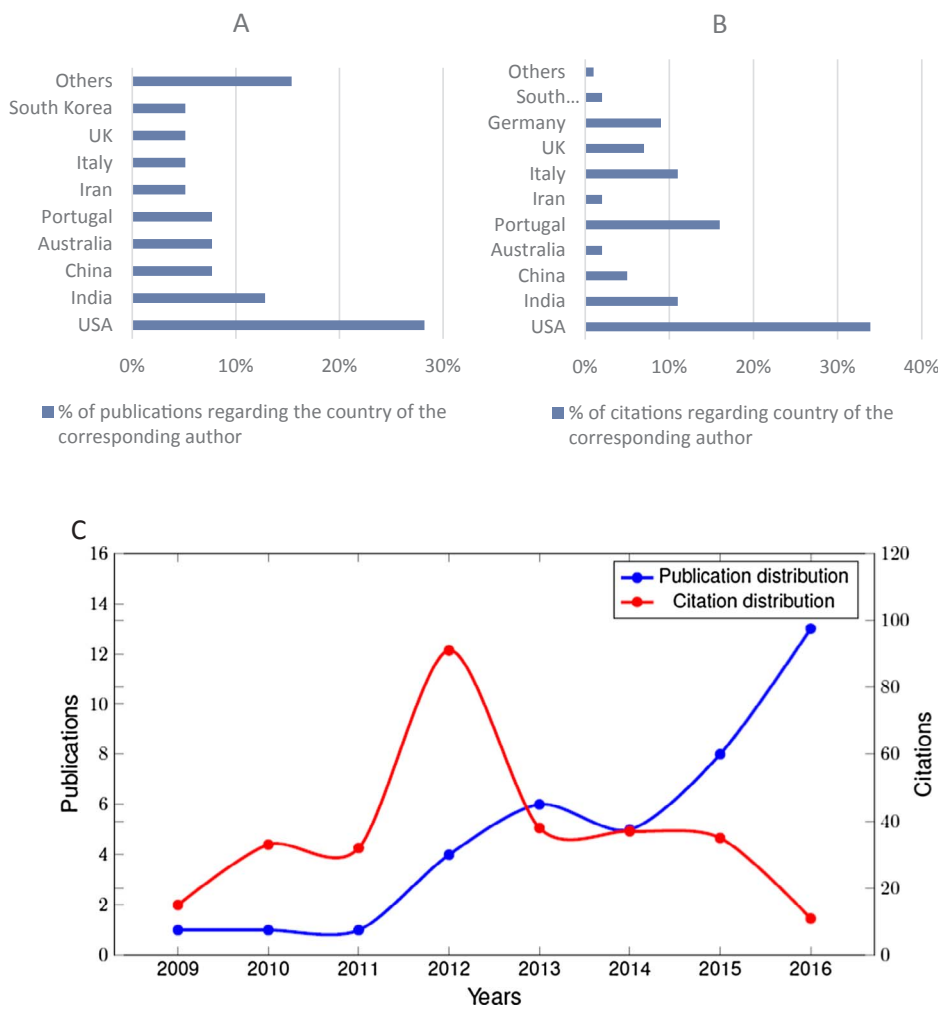 A
Others
South Korea
UK
Italy
Iran
Portugal
Australia
China
India
USA
0% 10% 20% 30%
% of publications regarding the country of the
corresponding author
B
Others
South...
Germany
UK
Italy
Iran
Portugal
Australia
China
India
USA
0% 10% 20% 30% 40%
% of citations regarding country of the
corresponding author
C
16
14
12
10
8
6
4
2
0
Publications
Publication distribution
Citation distribution
120
100
80
60
40
20
0
Citations
2009 2010 2011 2012 2013 2014 2015 2016
Years